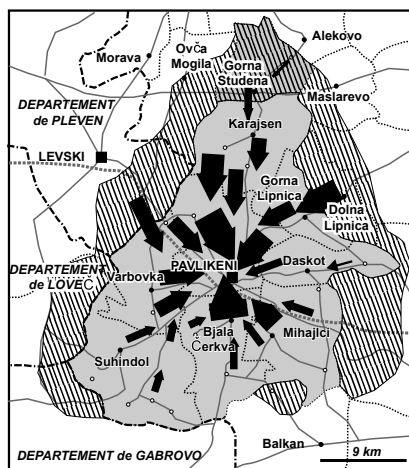 Alekovo
Ovča
Mogila
Morava
Gorna
Studena
Maslarevo
DEPARTEMENT
de PLEVEN
Karajsen
LEVSKI
Gorna
Lipnica
Dolna
Lipnica
PAVLIKENI
Daskot
DEPARTEMENT
de LOVEC
Varbovka
Bjala
Čerkva
Mihajlci
Suhindol
Balkan
DEPARTEMENT de GABROVO
9 km